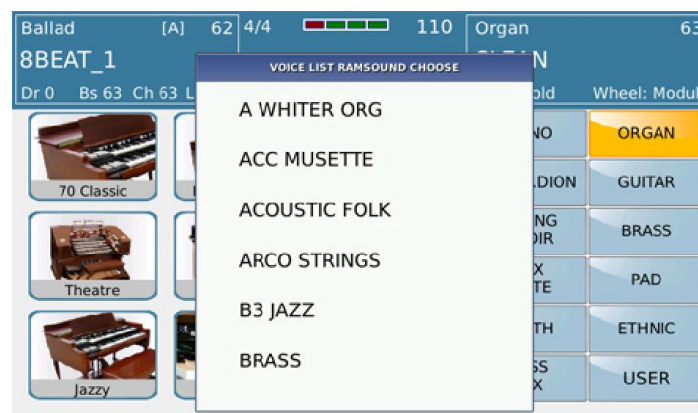 Ballad [A] 62 4/4 110 Organ 63
8BEAT_1
Dr 0 Bs 63 Ch 63 L
Wheel: Modul
VOICE LIST RAMSOUND CHOOSE
A WHITER ORG
ACC MUSETTE
ACOUSTIC FOLK
ARCO STRINGS
B3 JAZZ
BRASS
70 Classic
Theatre
Jazzy
ORGAN
GUITAR
BRASS
PAD
ETHNIC
USER